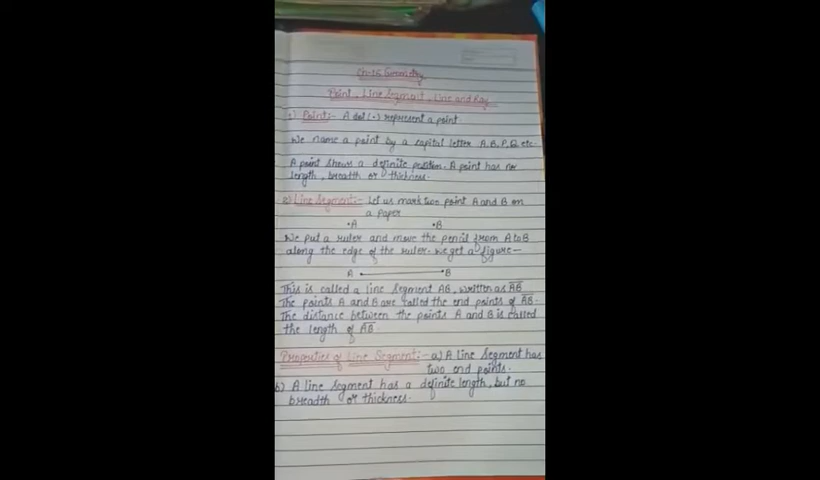 Ch-16 Geometry
Point, Line Segment, Line and Ray
1) Point:- A dot (•) represent a point.
We name a point by a capital letter A, B, P, Q etc.
A point shows a definite position. A point has no
length, breadth or thickness.
2) Line Segment:- Let us mark two point A and B on
a paper
•A •B
We put a ruler and move the pencil from A to B
along the edge of the ruler. We get a figure—
A B
This is called a line segment AB, written as A̅B̅
The points A and B are called the end points of A̅B̅.
The distance between the points A and B is called
the length of A̅B̅
Properties of Line Segment:- a) A line segment has
two end points.
b) A line segment has a definite length, but no
breadth or thickness.